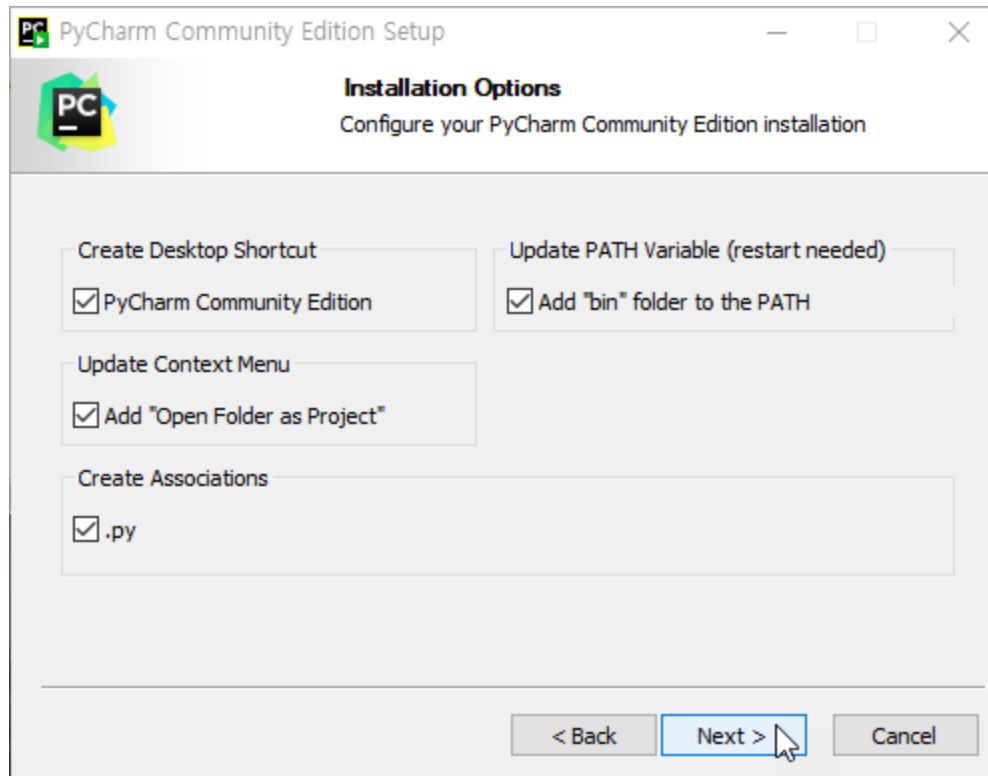 PyCharm Community Edition Setup
PC
Installation Options
Configure your PyCharm Community Edition installation
Create Desktop Shortcut
PyCharm Community Edition
Update PATH Variable (restart needed)
Add "bin" folder to the PATH
Update Context Menu
Add "Open Folder as Project"
Create Associations
.py
< Back
Next >
Cancel